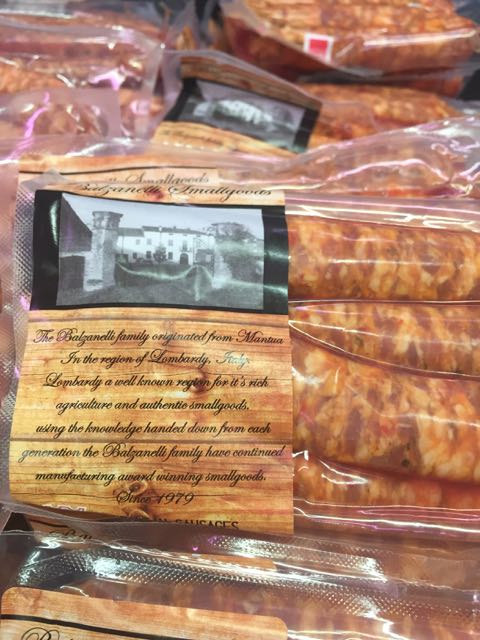 Smallgoods
Balzanelli Smallgoods
The Balzanelli family originated from Mantua
In the region of Lombardy, Italy.
Lombardy a well known region for it's rich
agriculture and authentic smallgoods.
using the knowledge handed down from each
generation the Balzanelli family have continued
manufacturing award winning smallgoods.
Since 1979
SAUSAGES